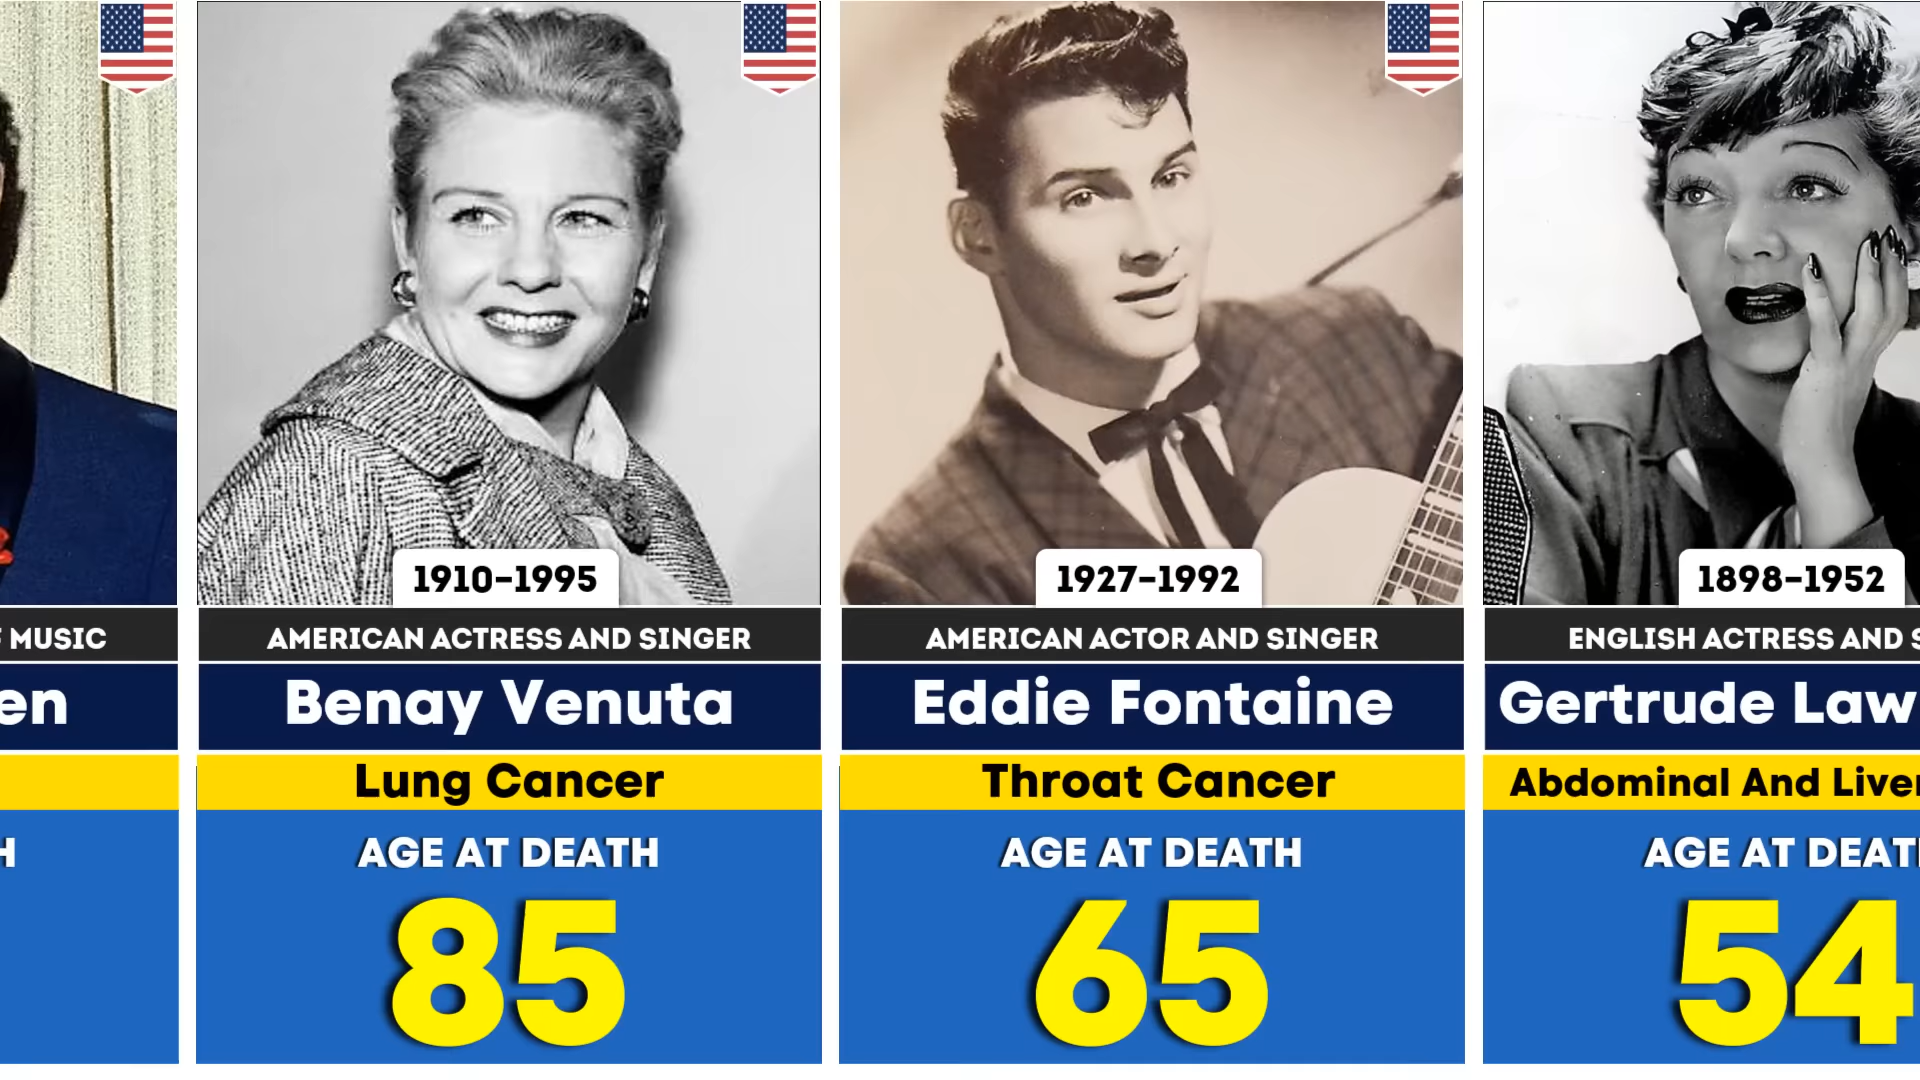 F MUSIC
en
H
1910–1995
AMERICAN ACTRESS AND SINGER
Benay Venuta
Lung Cancer
AGE AT DEATH
85
1927–1992
AMERICAN ACTOR AND SINGER
Eddie Fontaine
Throat Cancer
AGE AT DEATH
65
1898–1952
ENGLISH ACTRESS AND S
Gertrude Law
Abdominal And Liver
AGE AT DEATH
54